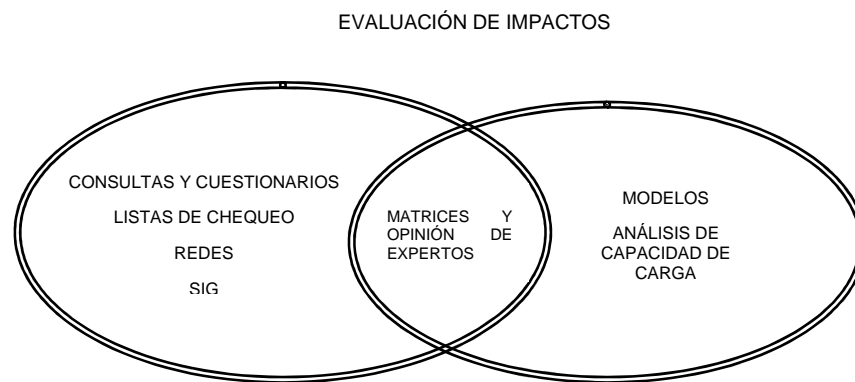 EVALUACIÓN DE IMPACTOS
CONSULTAS Y CUESTIONARIOS
LISTAS DE CHEQUEO
REDES
SIG
MATRICES Y
OPINIÓN DE
EXPERTOS
MODELOS
ANÁLISIS DE
CAPACIDAD DE
CARGA